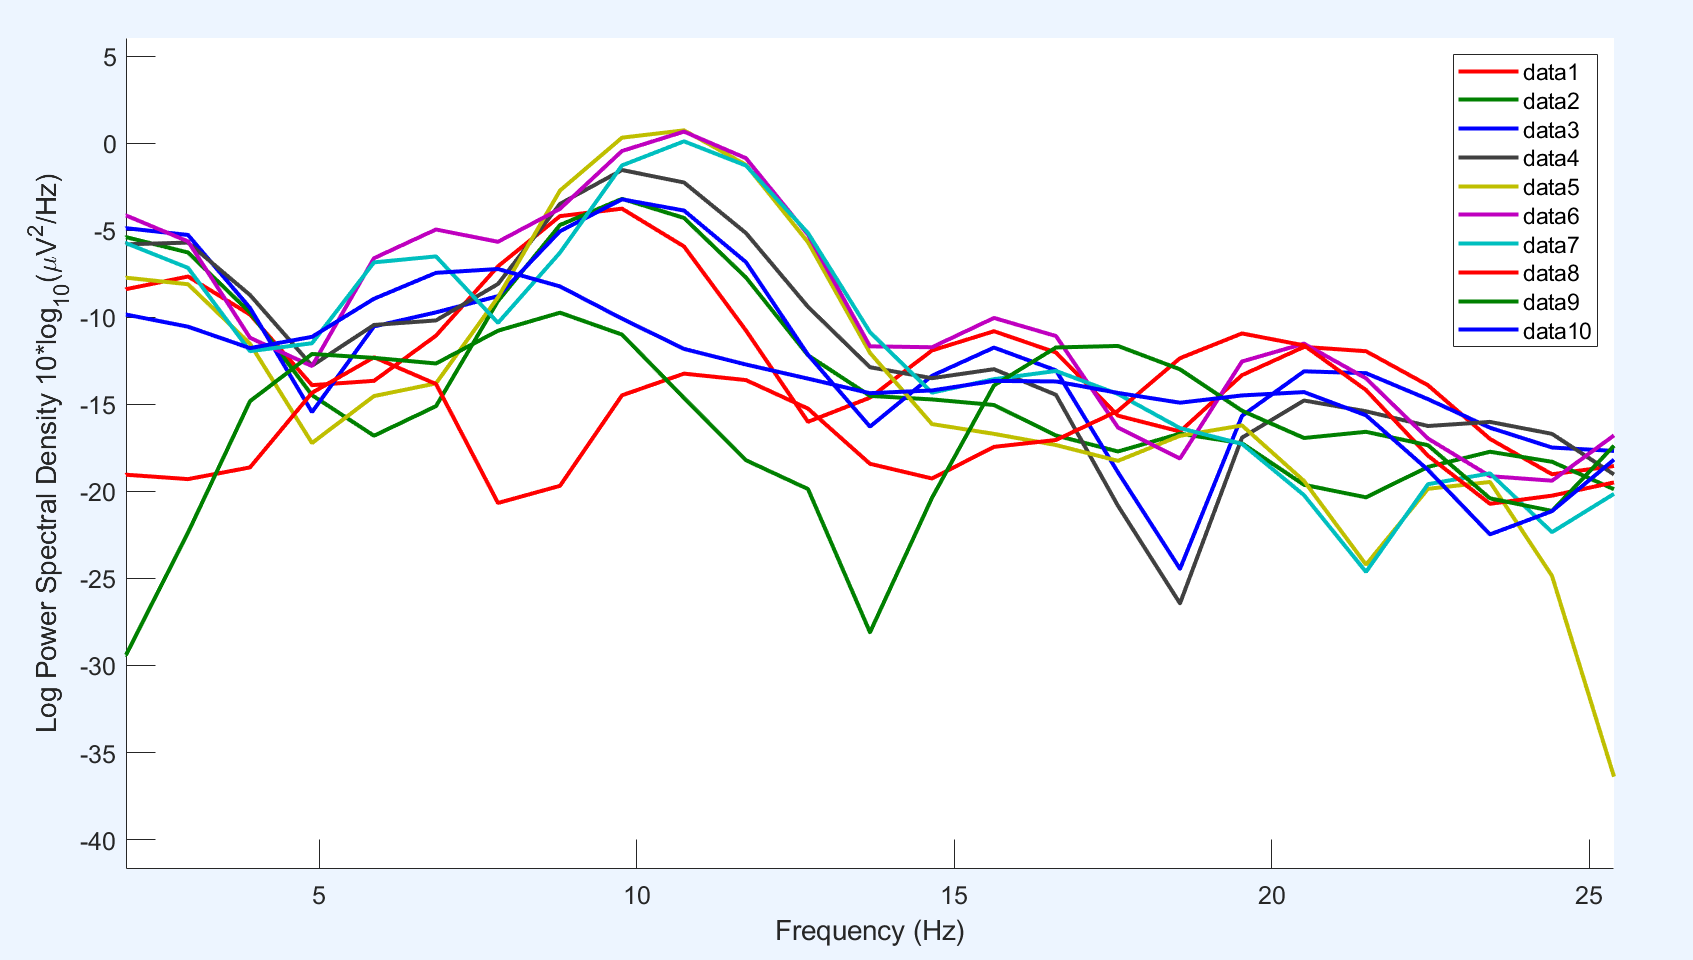 Log Power Spectral Density 10*log10(μV2/Hz)
5
0
-5
-10
-15
-20
-25
-30
-35
-40
data1
data2
data3
data4
data5
data6
data7
data8
data9
data10
5 10 15 20 25
Frequency (Hz)